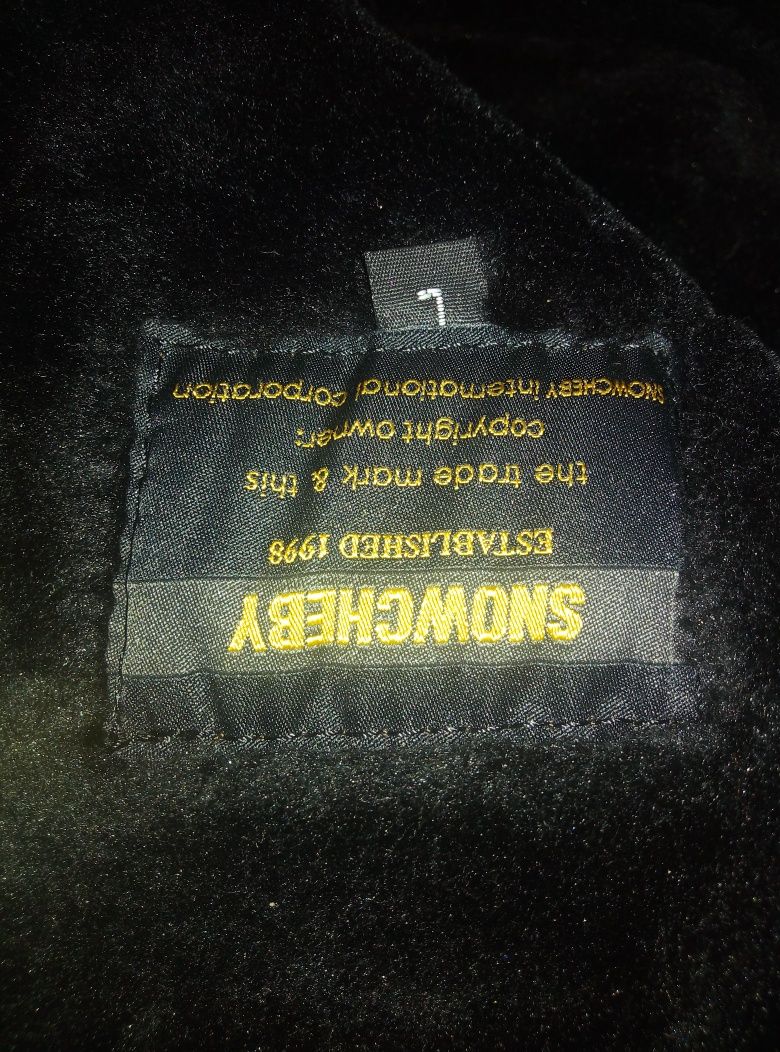 SNOWCHEBY
ESTABLISHED 1998
the trade mark & this
copyright owner:
SNOWCHEBY international corporation
L